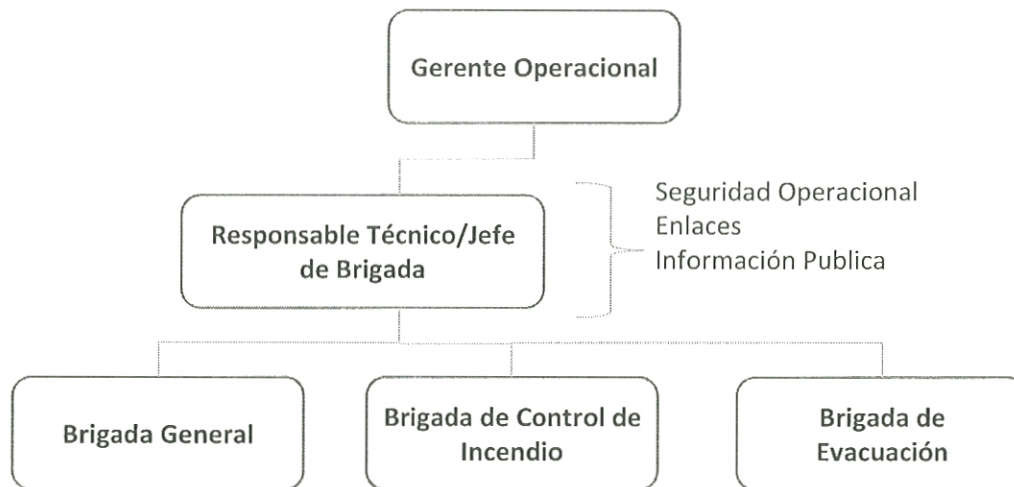 Gerente Operacional
Responsable Técnico/Jefe
de Brigada
Seguridad Operacional
Enlaces
Información Publica
Brigada General
Brigada de Control de
Incendio
Brigada de
Evacuación